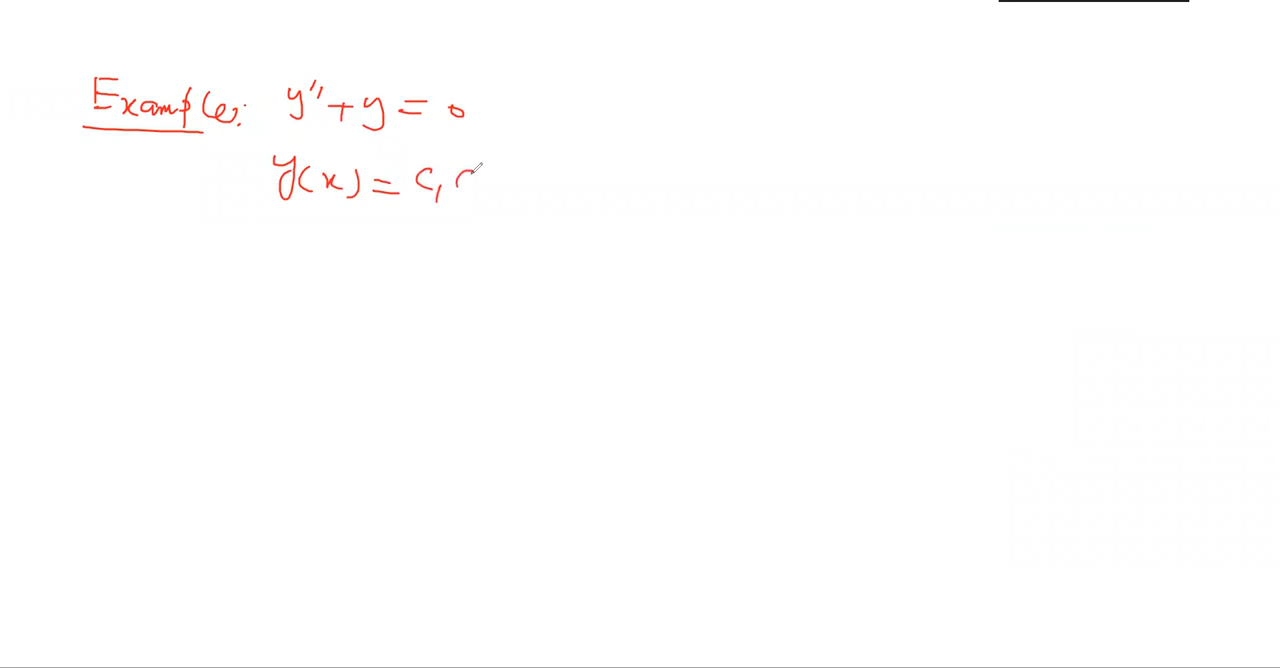 Example: y'' + y = 0
y(x) = c₁ c